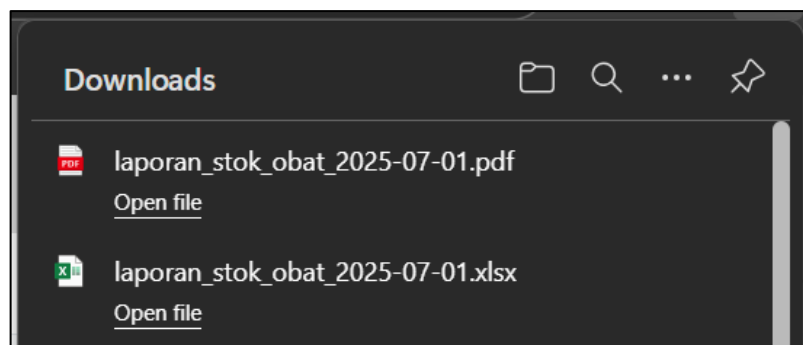 Downloads
PDF
laporan_stok_obat_2025-07-01.pdf
Open file
X
laporan_stok_obat_2025-07-01.xlsx
Open file